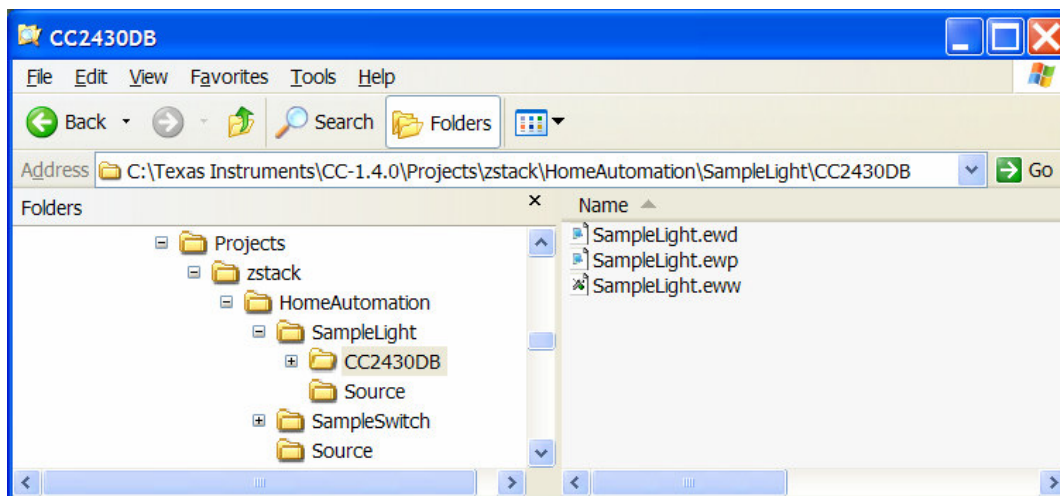 CC2430DB
File Edit View Favorites Tools Help
Back Search Folders
Address C:\Texas Instruments\CC-1.4.0\Projects\zstack\HomeAutomation\SampleLight\CC2430DB Go
Folders × Name
Projects
zstack
HomeAutomation
SampleLight
CC2430DB
Source
SampleSwitch
Source
SampleLight.ewd
SampleLight.ewp
SampleLight.eww